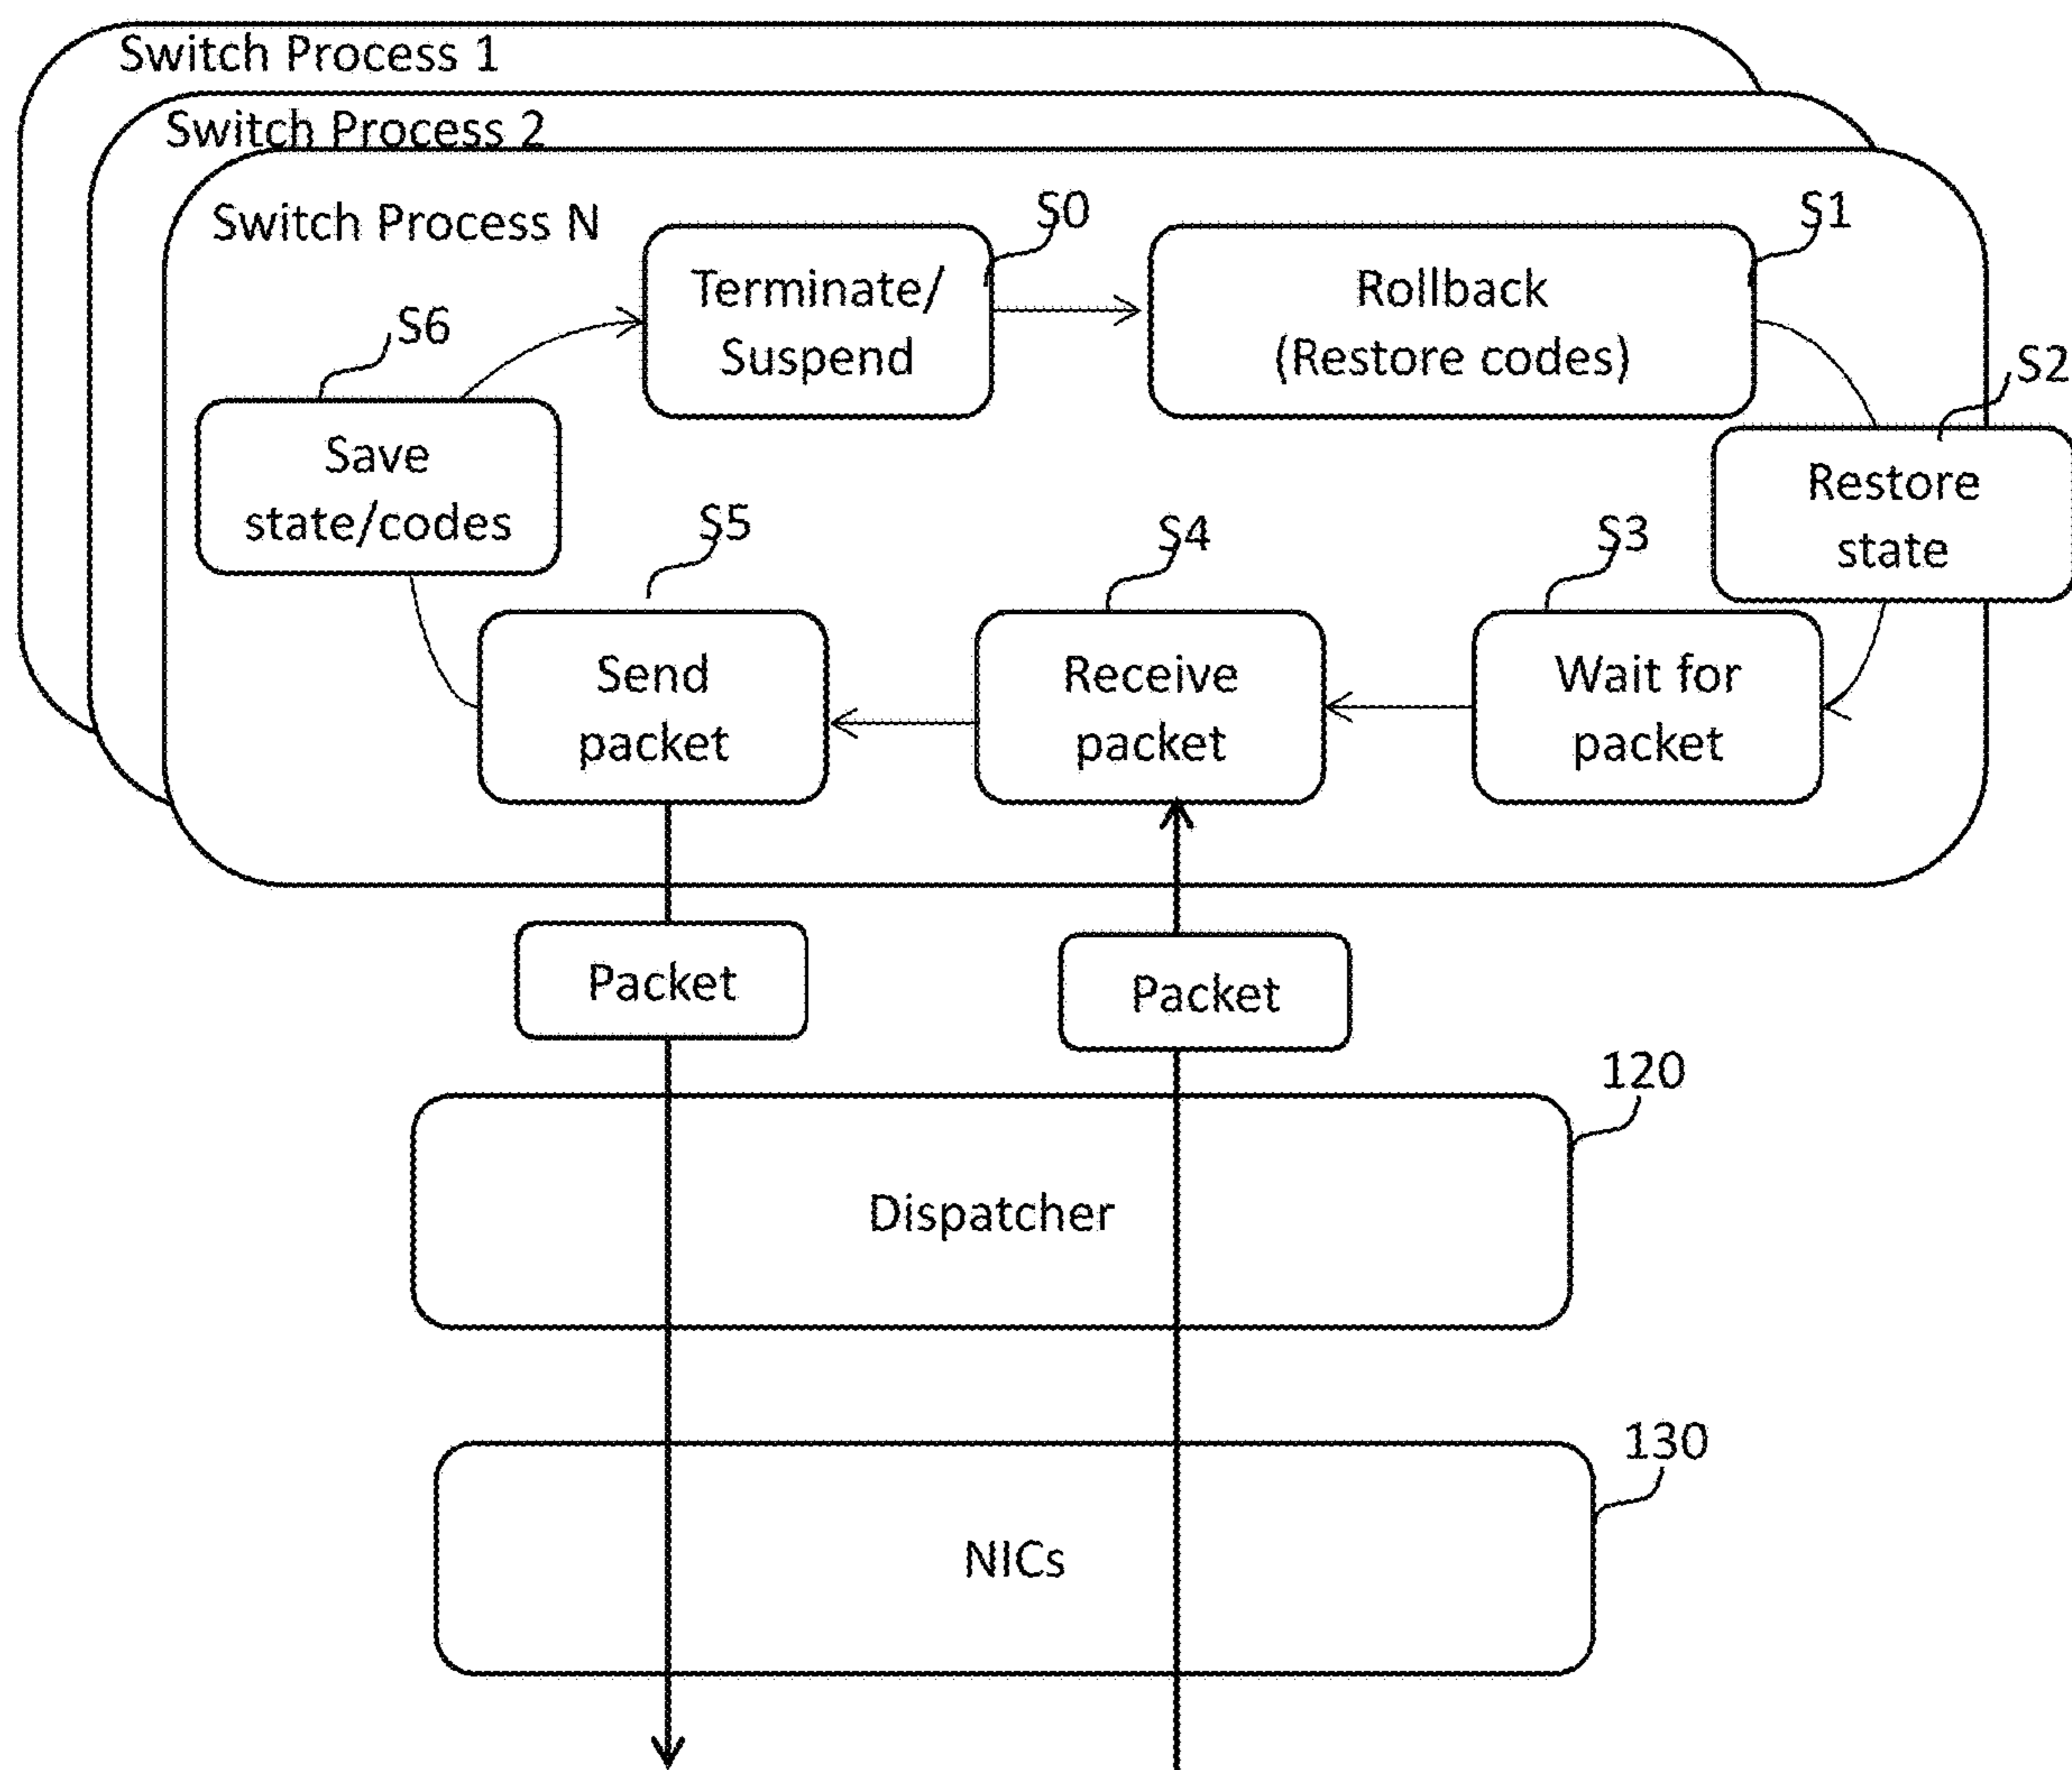 Switch Process 1
Switch Process 2
Switch Process N
S0
S1
Terminate/
Suspend
Rollback
(Restore codes)
S6
S2
Save
state/codes
Restore
state
S5
S4
S3
Send
packet
Receive
packet
Wait for
packet
Packet
Packet
120
Dispatcher
130
NICs